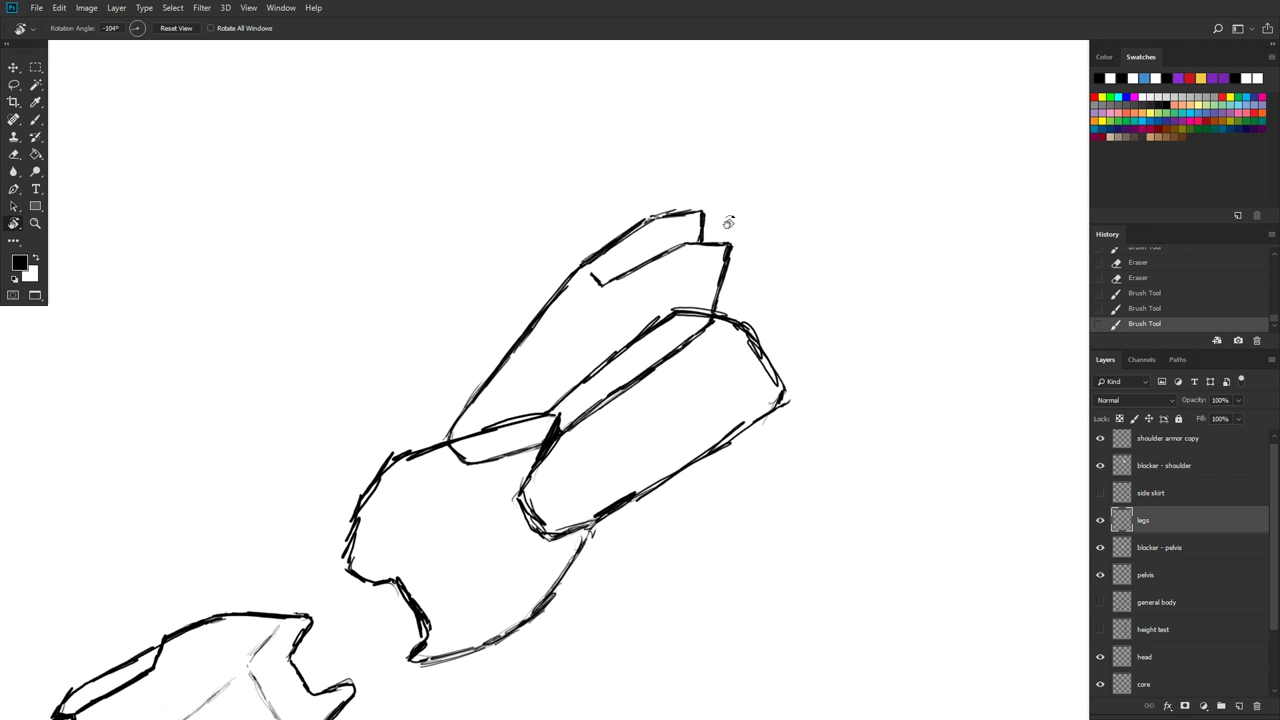 Ps File Edit Image Layer Type Select Filter 3D View Window Help
Rotation Angle: -104° Reset View Rotate All Windows
Color Swatches
History
Brush Tool
Eraser
Eraser
Brush Tool
Brush Tool
Brush Tool
Layers Channels Paths
Kind
Normal Opacity: 100%
Lock: Fill: 100%
shoulder armor copy
blocker - shoulder
side skirt
legs
blocker - pelvis
pelvis
general body
height test
head
core